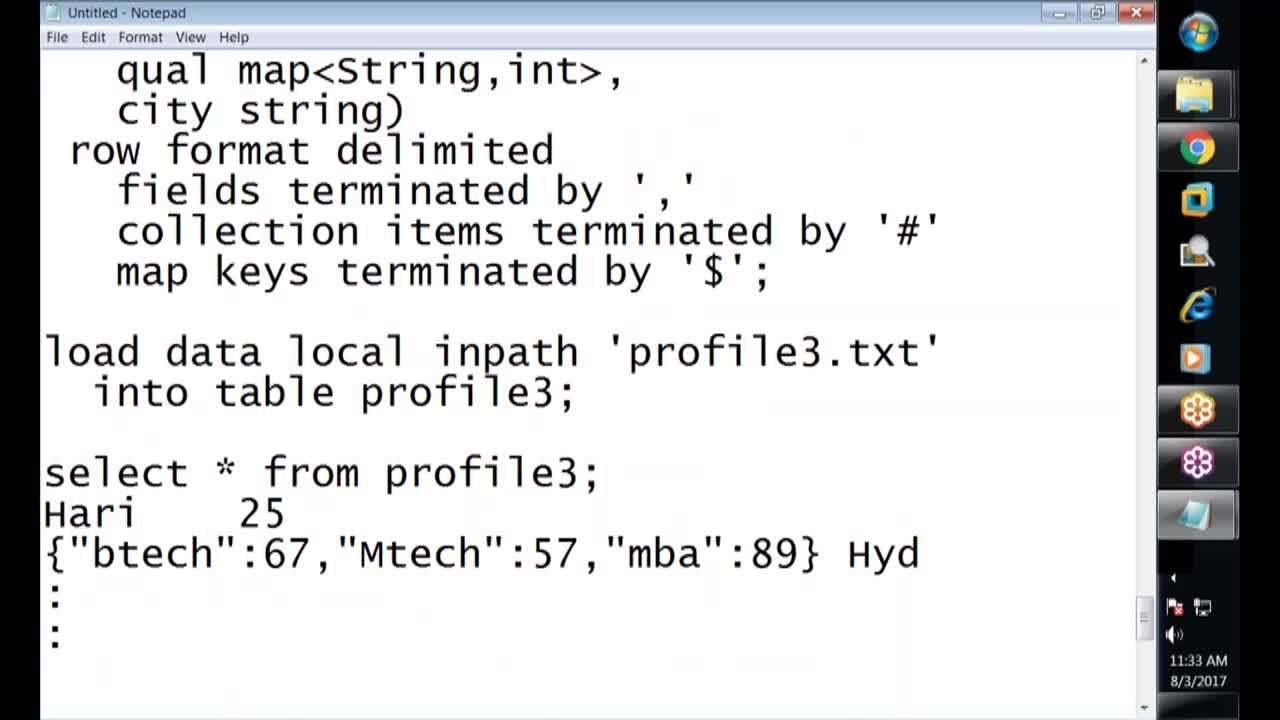 Untitled - Notepad
File Edit Format View Help
qual map<String,int>,
city string)
row format delimited
fields terminated by ','
collection items terminated by '#'
map keys terminated by '$';
load data local inpath 'profile3.txt'
into table profile3;
select * from profile3;
Hari 25
{"btech":67,"Mtech":57,"mba":89} Hyd
:
:
11:33 AM
8/3/2017